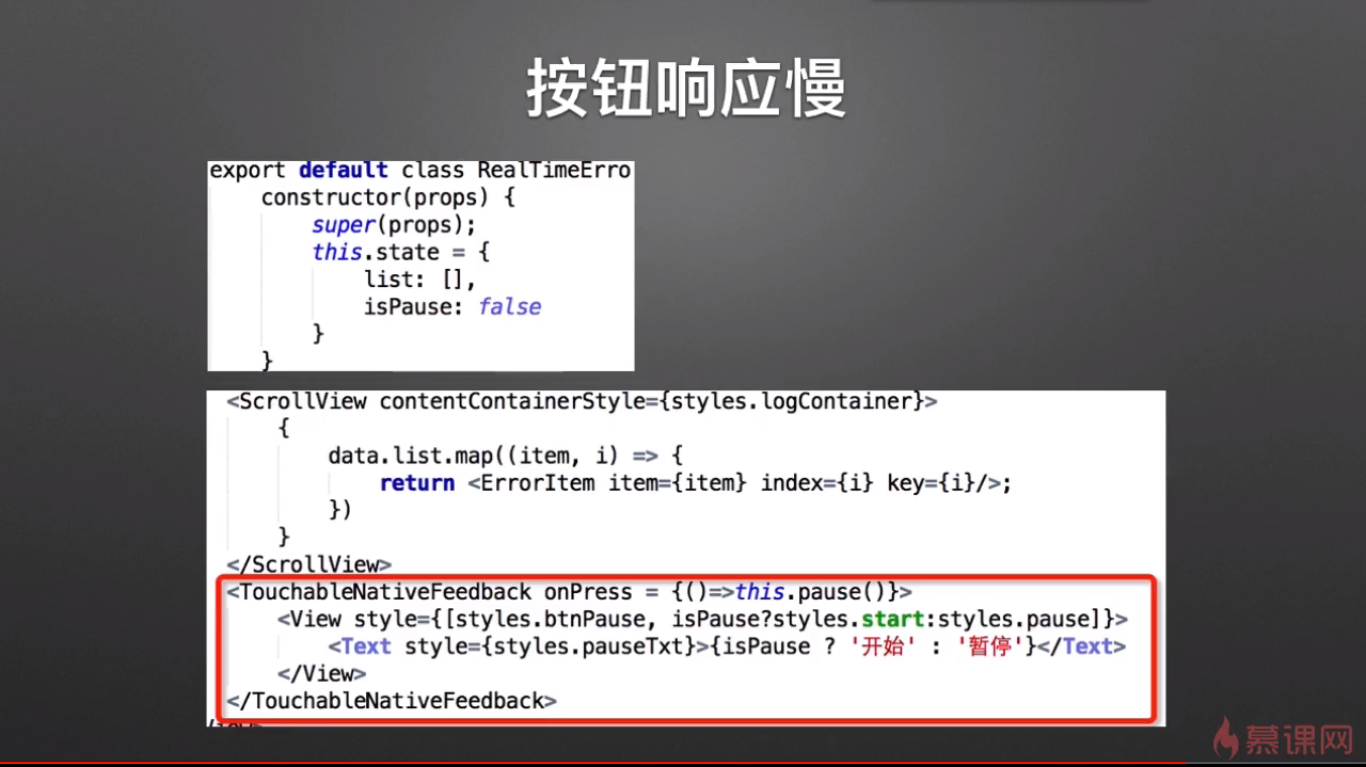 按钮响应慢
export default class RealTimeErro
constructor(props) {
super(props);
this.state = {
list: [],
isPause: false
}
}
<ScrollView contentContainerStyle={styles.logContainer}>
{
data.list.map((item, i) => {
return <ErrorItem item={item} index={i} key={i}/>;
})
}
</ScrollView>
<TouchableNativeFeedback onPress = {()=>this.pause()}>
<View style={[styles.btnPause, isPause?styles.start:styles.pause]}>
<Text style={styles.pauseTxt}>{isPause ? '开始' : '暂停'}</Text>
</View>
</TouchableNativeFeedback>
慕课网